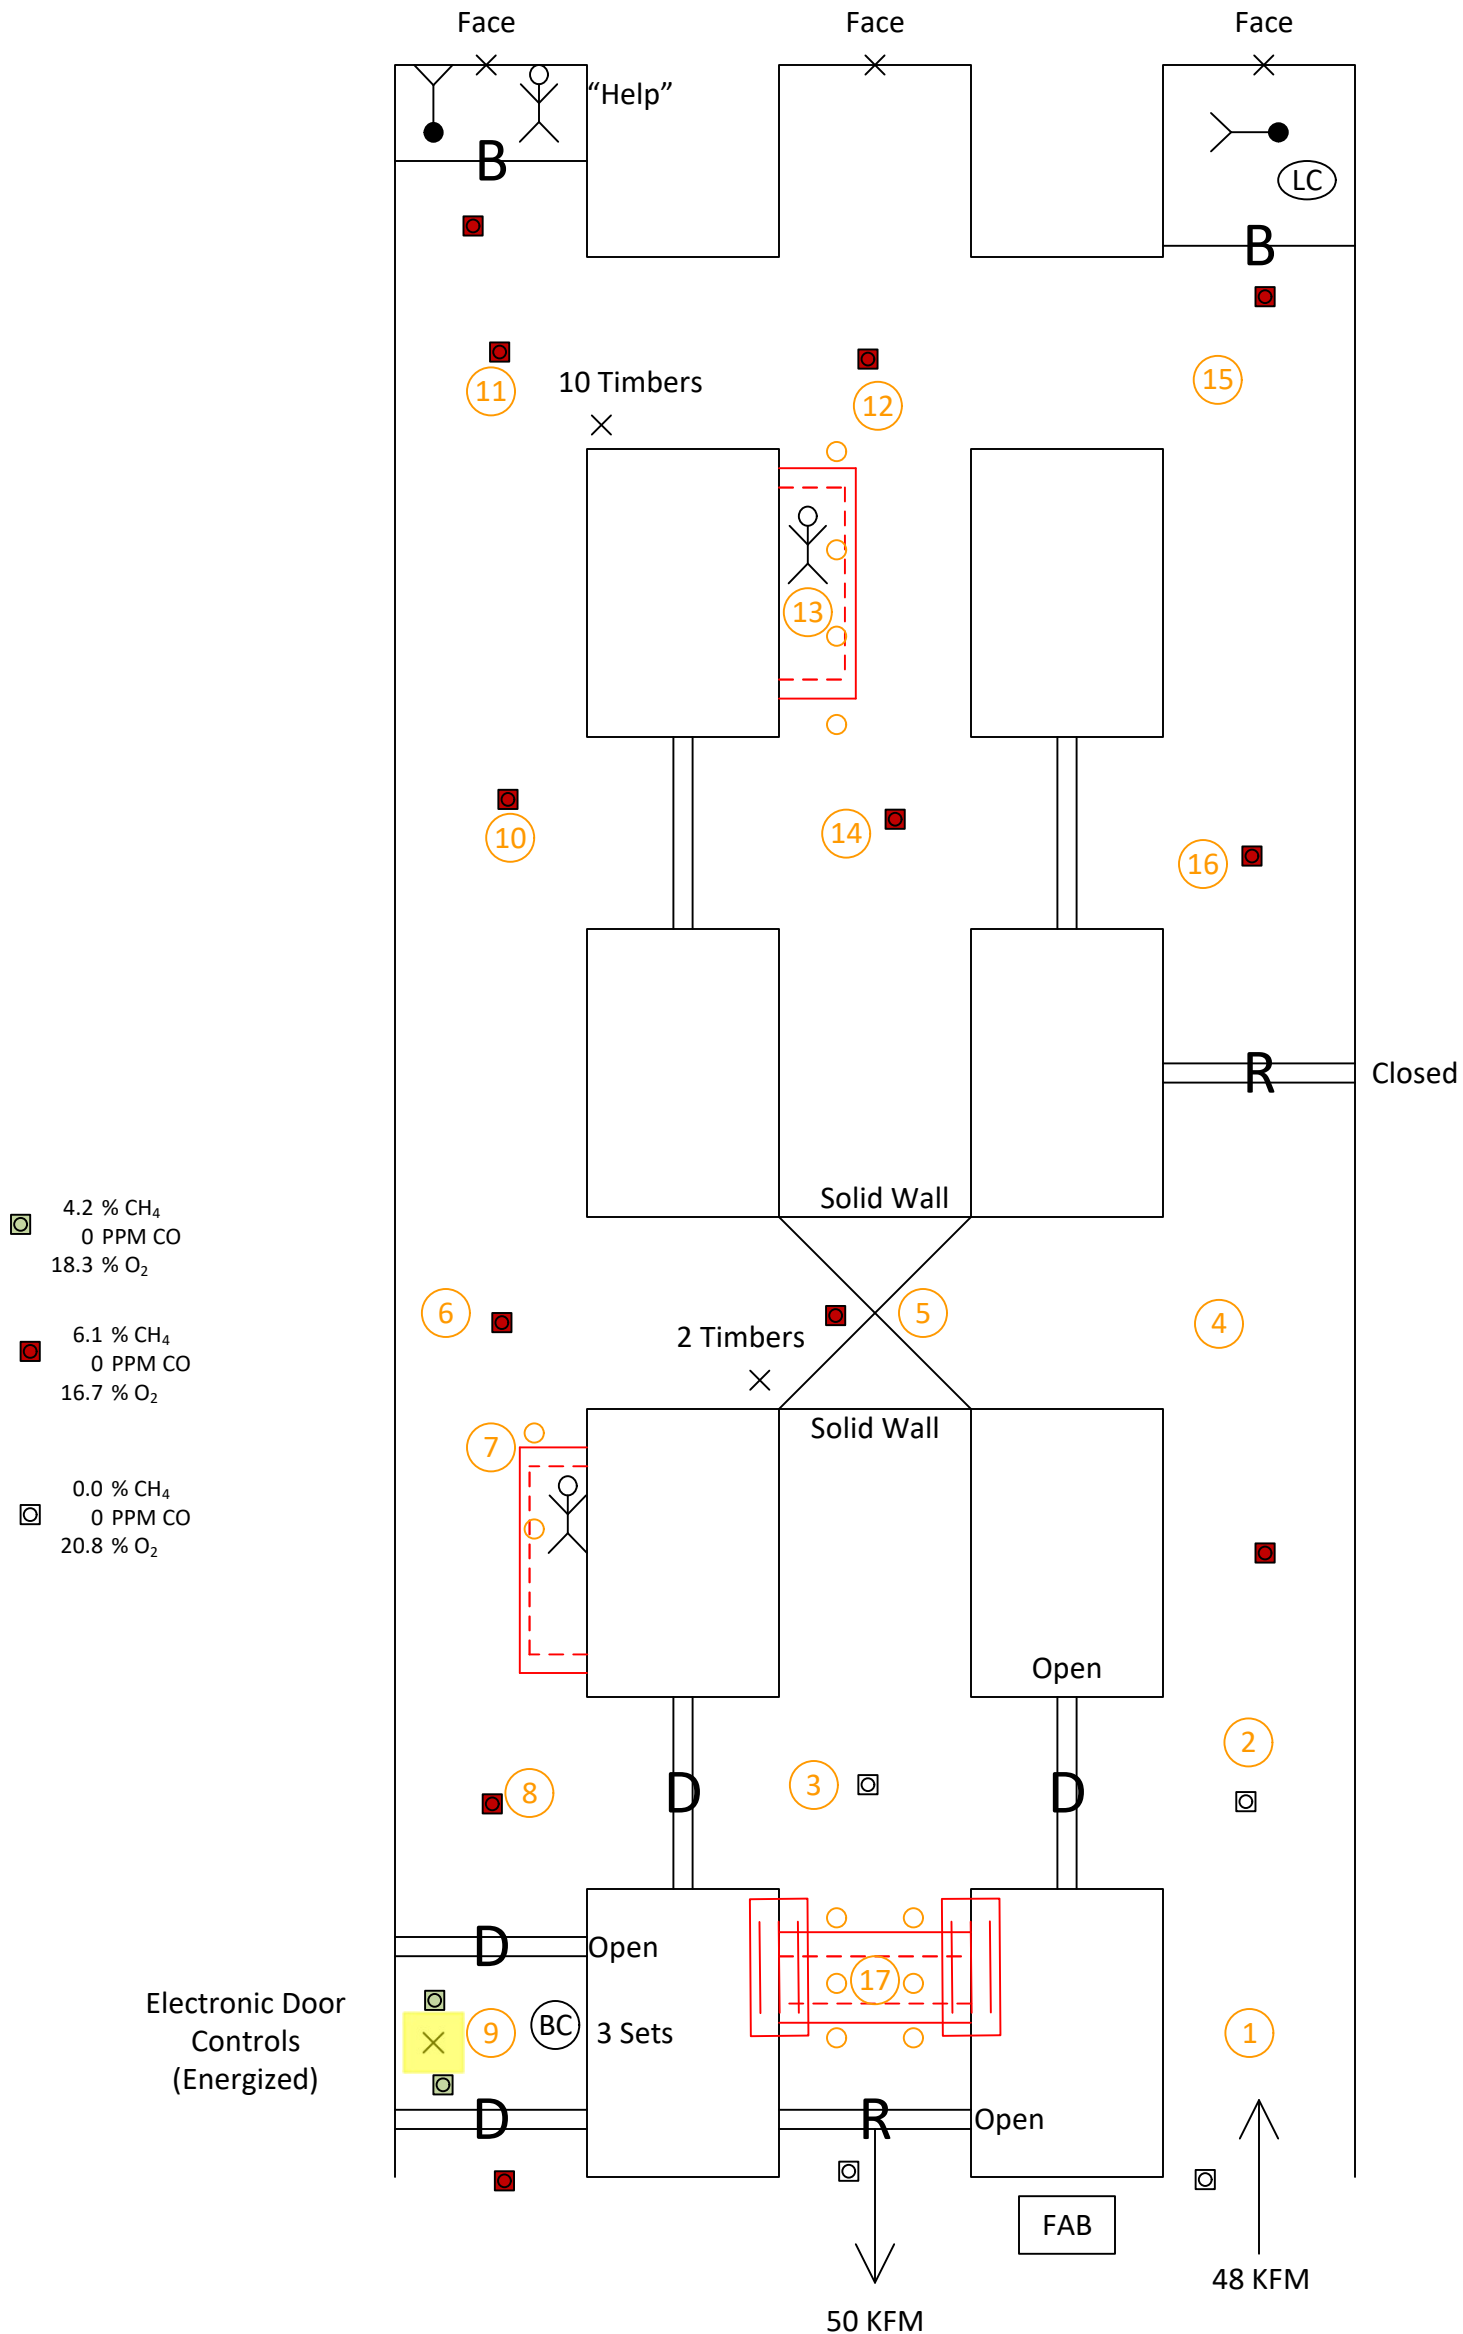 Face
Face
Face
“Help”
B
LC
B
11
10 Timbers
12
15
13
10
14
16
R
Closed
4.2 % CH₄
0 PPM CO
18.3 % O₂
Solid Wall
6
5
4
2 Timbers
6.1 % CH₄
0 PPM CO
16.7 % O₂
Solid Wall
7
0.0 % CH₄
0 PPM CO
20.8 % O₂
Open
2
8
D
3
D
D
Open
17
Electronic Door
Controls
(Energized)
9
BC
3 Sets
1
D
R
Open
FAB
48 KFM
50 KFM